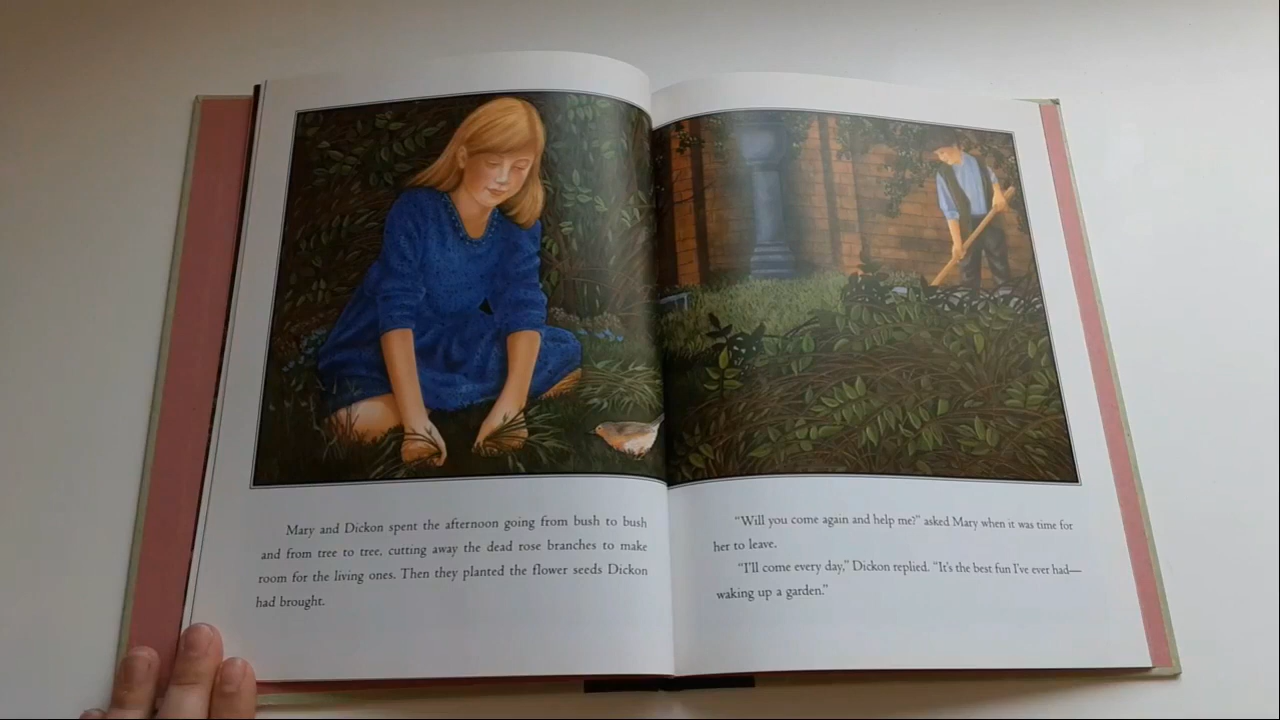 Mary and Dickon spent the afternoon going from bush to bush
and from tree to tree, cutting away the dead rose branches to make
room for the living ones. Then they planted the flower seeds Dickon
had brought.
"Will you come again and help me?" asked Mary when it was time for
her to leave.
"I'll come every day," Dickon replied. "It's the best fun I've ever had—
waking up a garden."